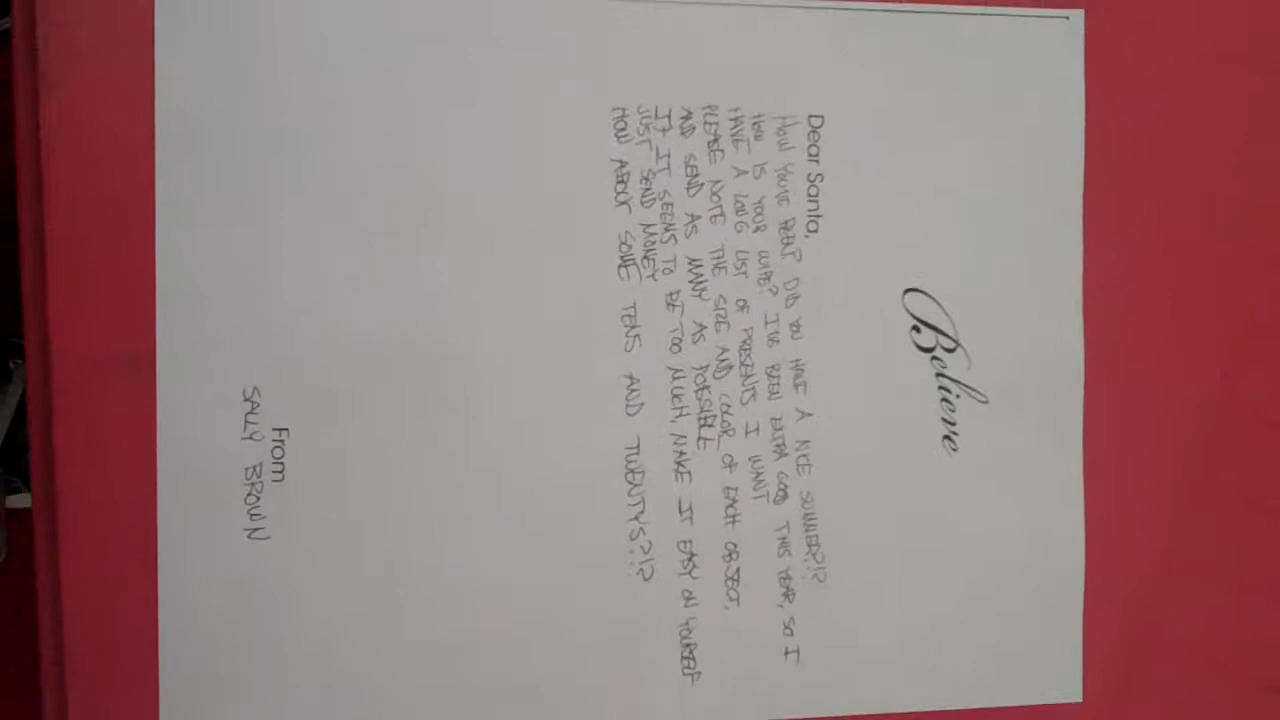 Believe
Dear Santa,
HOW YOU'VE BEEN? DID YOU HAVE A NICE SUMMER?!?
HOW IS YOUR WIFE? I'VE BEEN EXTRA GOOD THIS YEAR, SO I
HAVE A LONG LIST OF PRESENTS I WANT
PLEASE NOTE THE SIZE AND COLOR OF EACH OBJECT,
AND SEND AS MANY AS POSSIBLE
IF IT SEEMS TO BE TOO MUCH, MAKE IT EASY ON YOURSELF
JUST SEND MONEY
HOW ABOUT SOME TENS AND TWENTYS?!?
From
SALLY BROWN